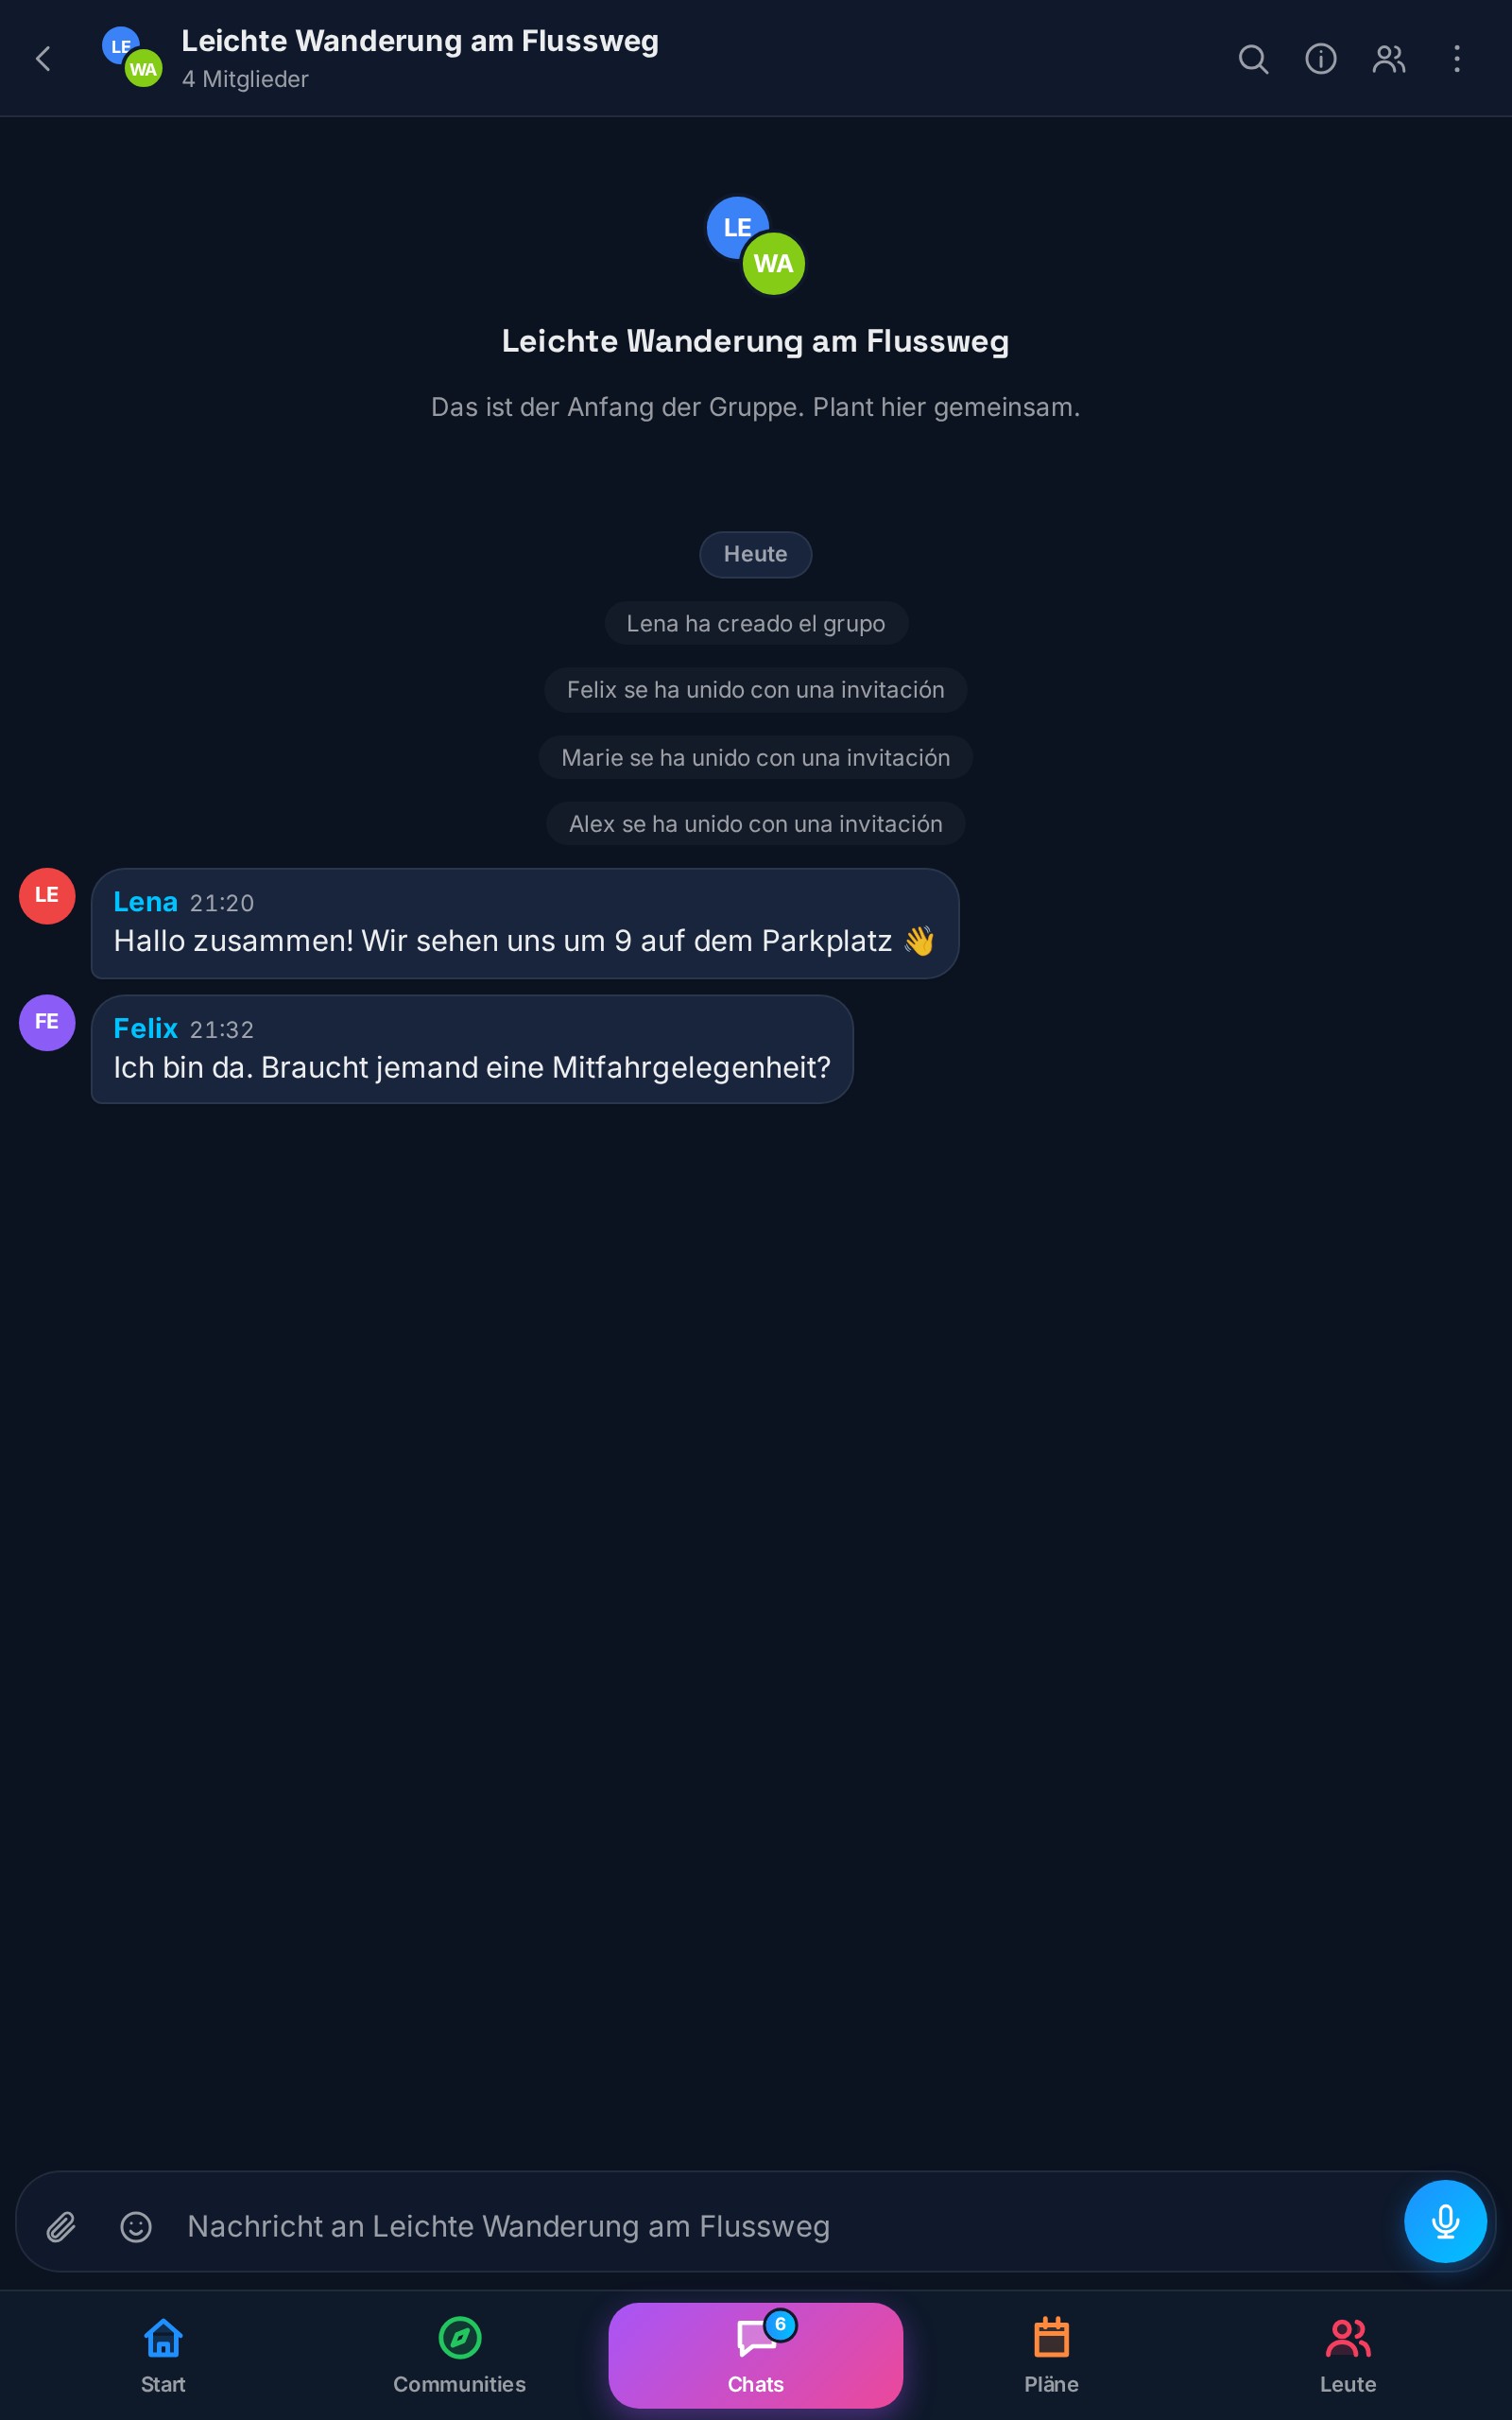 LE
WA
Leichte Wanderung am Flussweg
4 Mitglieder
LE
WA
Leichte Wanderung am Flussweg
Das ist der Anfang der Gruppe. Plant hier gemeinsam.
Heute
Lena ha creado el grupo
Felix se ha unido con una invitación
Marie se ha unido con una invitación
Alex se ha unido con una invitación
LE
Lena 21:20
Hallo zusammen! Wir sehen uns um 9 auf dem Parkplatz 👋
FE
Felix 21:32
Ich bin da. Braucht jemand eine Mitfahrgelegenheit?
Nachricht an Leichte Wanderung am Flussweg
6
Start
Communities
Chats
Pläne
Leute